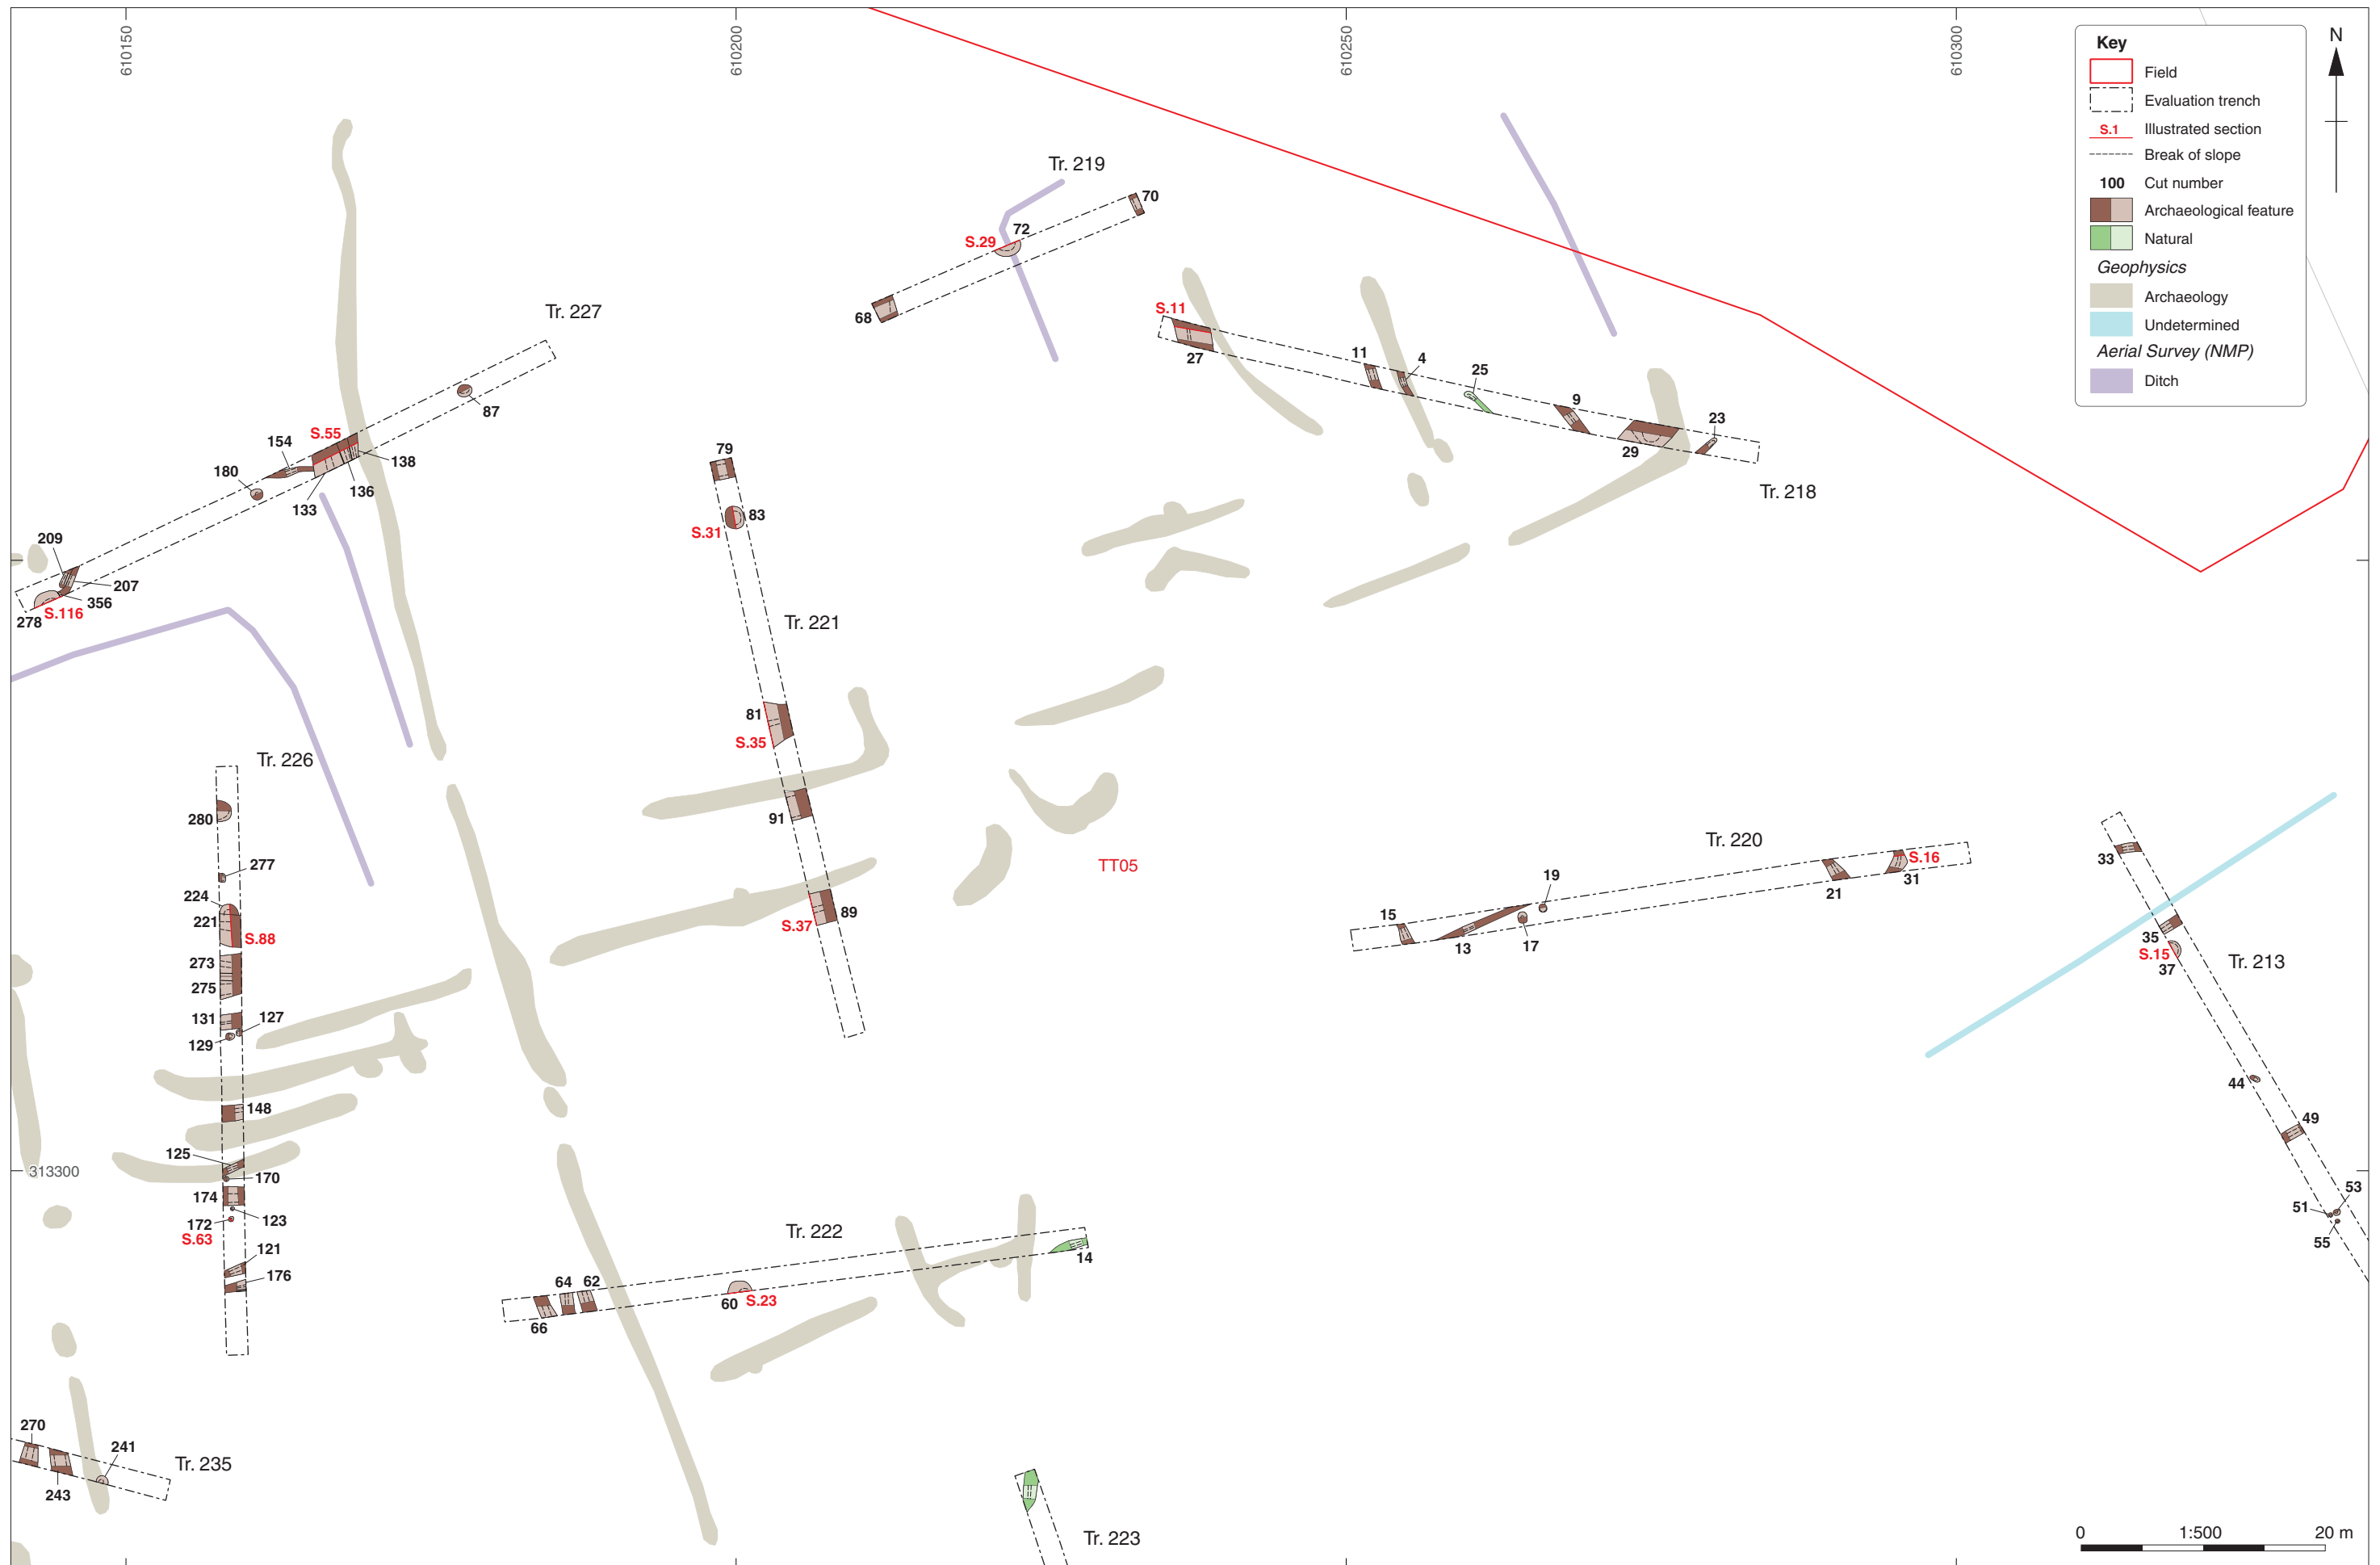 610150
610200
610250
610300
Key
Field
Evaluation trench
S.1 Illustrated section
Break of slope
100 Cut number
Archaeological feature
Natural
Geophysics
Archaeology
Undetermined
Aerial Survey (NMP)
Ditch
N
Tr. 219
70
72
S.29
68
Tr. 227
87
S.55
154
138
180
136
133
209
207
356
S.116
278
S.11
27
11
4
25
9
23
29
Tr. 218
79
83
S.31
Tr. 221
81
S.35
91
89
S.37
Tr. 226
280
277
224
221
S.88
273
275
131
127
129
148
125
170
174
123
172
S.63
121
176
313300
TT05
Tr. 220
19
S.16
15
21
31
13
17
33
35
S.15
37
Tr. 213
44
49
53
51
55
Tr. 222
64
62
14
60
S.23
66
270
241
Tr. 235
243
Tr. 223
0
1:500
20 m